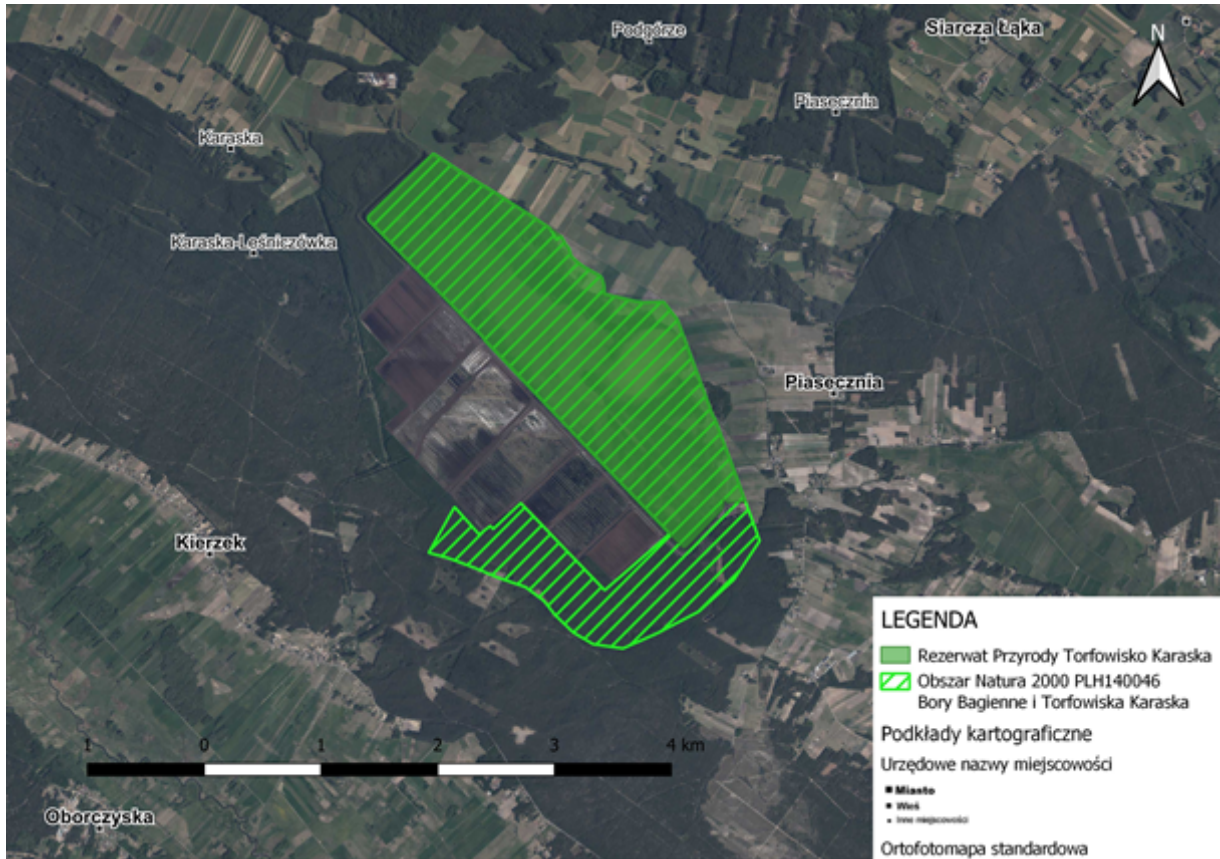 Podgórze
Siarcza Łąka
N
Piasecznia
Karaska
Karaska-Leśniczówka
Piasecznia
Kierzek
1 0 1 2 3 4 km
Oborczyska
LEGENDA
Rezerwat Przyrody Torfowisko Karaska
Obszar Natura 2000 PLH140046
Bory Bagienne i Torfowiska Karaska
Podkłady kartograficzne
Urzędowe nazwy miejscowości
Miasto
Wieś
Inne miejscowości
Ortofotomapa standardowa